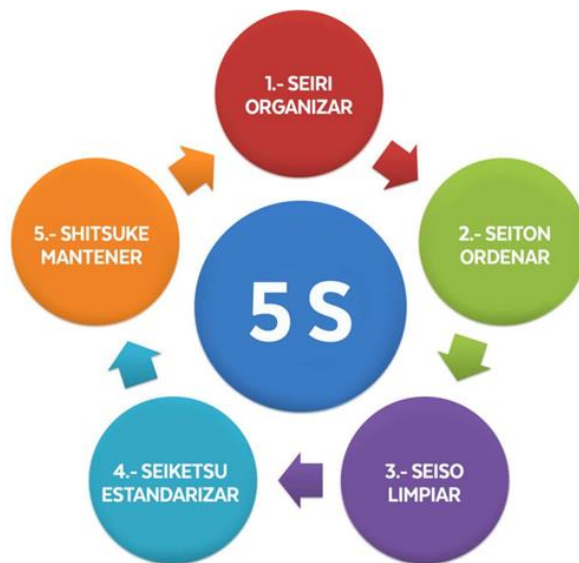 1.- SEIRI
ORGANIZAR
2.- SEITON
ORDENAR
3.- SEISO
LIMPIAR
4.- SEIKETSU
ESTANDARIZAR
5.- SHITSUKE
MANTENER
5 S